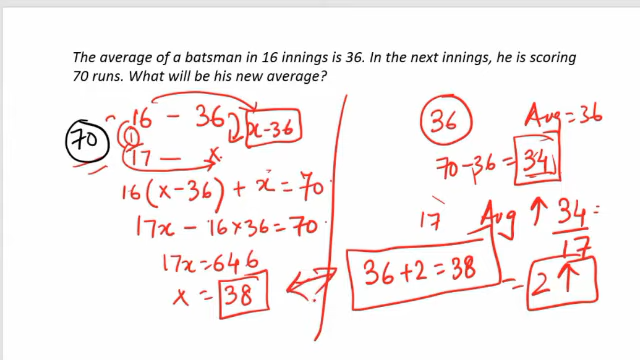 The average of a batsman in 16 innings is 36. In the next innings, he is scoring
70 runs. What will be his new average?
16 – 36
x–36
70
1
17 — x
16(x–36) + x = 70
17x – 16×36 = 70
17x = 646
x = 38
36
Avg = 36
70–36 = 34
17
Avg ↑ 34 =
17
36+2 = 38
= 2↑